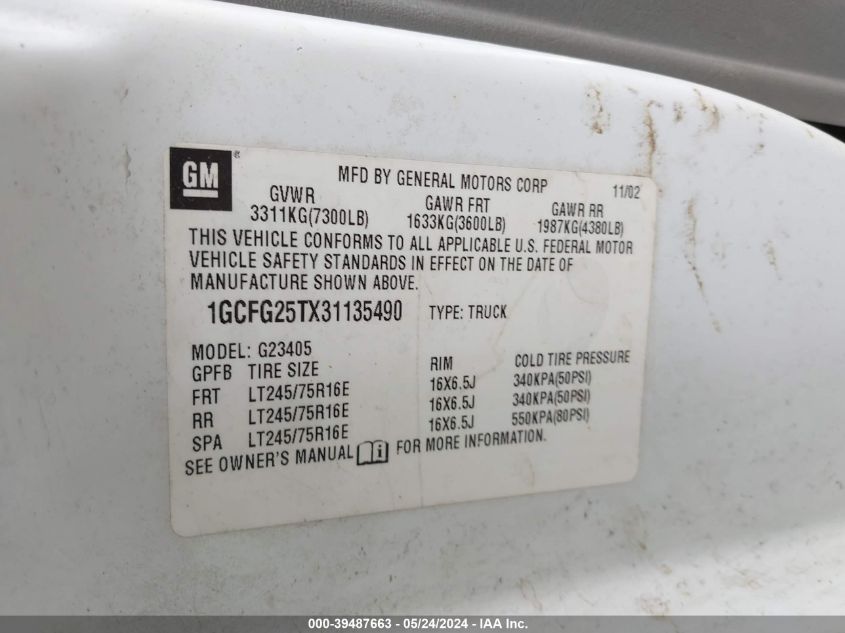 GM ®
MFD BY GENERAL MOTORS CORP 11/02
GVWR GAWR FRT GAWR RR
3311KG(7300LB) 1633KG(3600LB) 1987KG(4380LB)
THIS VEHICLE CONFORMS TO ALL APPLICABLE U.S. FEDERAL MOTOR
VEHICLE SAFETY STANDARDS IN EFFECT ON THE DATE OF
MANUFACTURE SHOWN ABOVE.
1GCFG25TX31135490 TYPE: TRUCK
MODEL: G23405
GPFB TIRE SIZE RIM COLD TIRE PRESSURE
FRT LT245/75R16E 16X6.5J 340KPA(50PSI)
RR LT245/75R16E 16X6.5J 340KPA(50PSI)
SPA LT245/75R16E 16X6.5J 550KPA(80PSI)
SEE OWNER'S MANUAL FOR MORE INFORMATION.
000-39487663 - 05/24/2024 - IAA Inc.